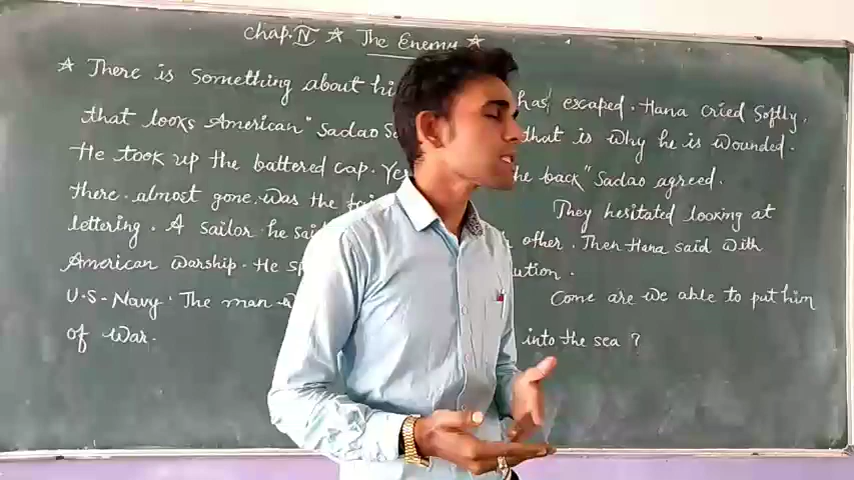 chap. IV ☆ The Enemy ☆
☆ There is Something about hi
that looks American" Sadao S
He took up the battered cap. Ye
there. almost gone. was the
lettering. A sailor he sai
American warship. He sp
U.S. Navy. The man
of War.
has escaped. Hana cried Softly,
that is why he is wounded.
he back" Sadao agreed.
They hesitated looking at
other. Then Hana said with
ution.
Come are we able to put him
into the sea ?